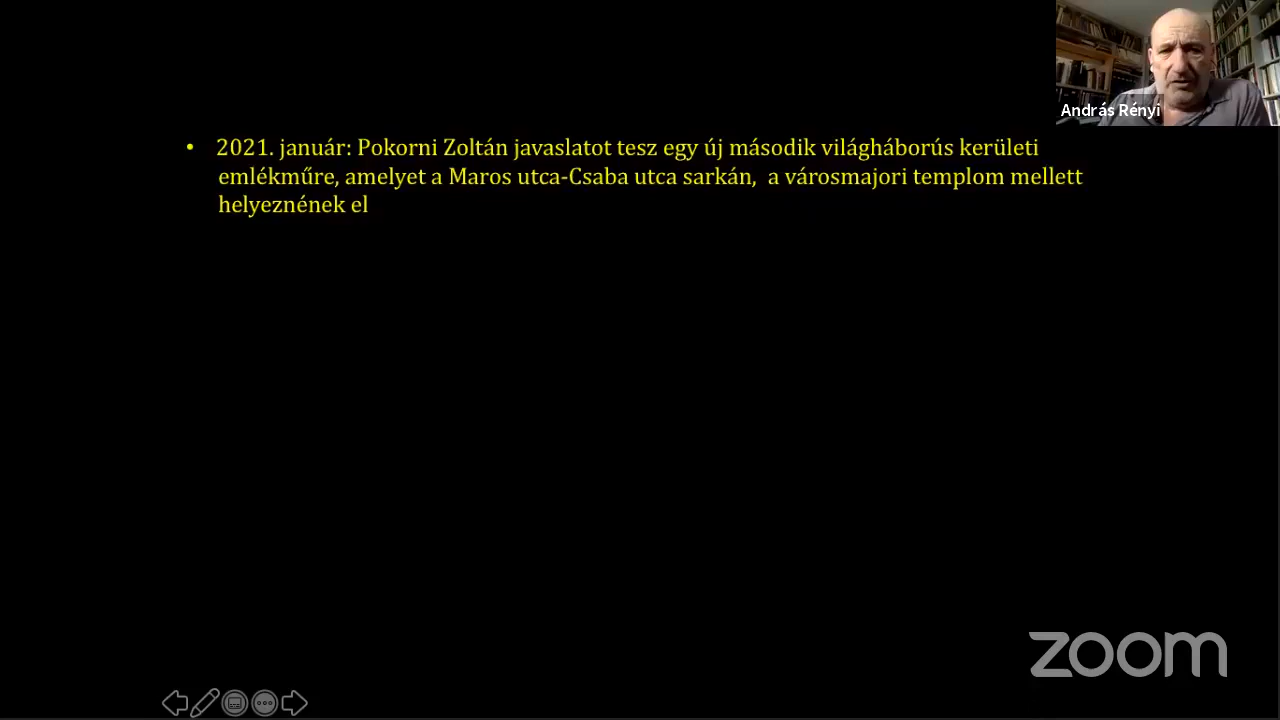 András Rényi
• 2021. január: Pokorni Zoltán javaslatot tesz egy új második világháborús kerületi
emlékműre, amelyet a Maros utca-Csaba utca sarkán,  a városmajori templom mellett
helyeznének el
zoom